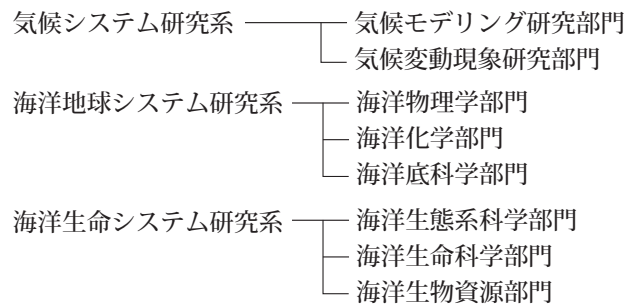 気候システム研究系 気候モデリング研究部門
気候変動現象研究部門
海洋地球システム研究系 海洋物理学部門
海洋化学部門
海洋底科学部門
海洋生命システム研究系 海洋生態系科学部門
海洋生命科学部門
海洋生物資源部門